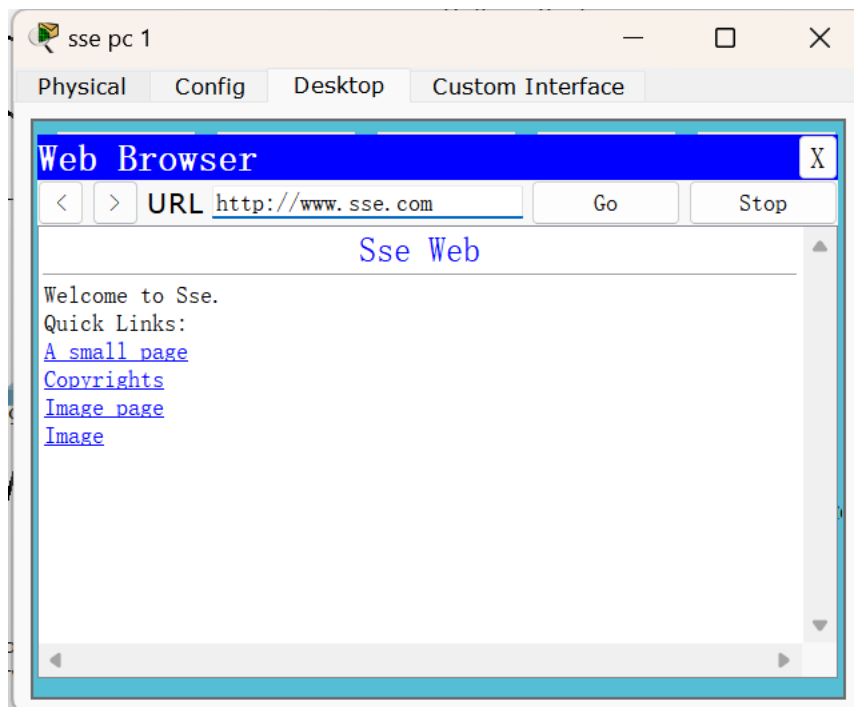 sse pc 1
Physical Config Desktop Custom Interface
Web Browser X
< > URL http://www.sse.com Go Stop
Sse Web
Welcome to Sse.
Quick Links:
A small page
Copyrights
Image page
Image